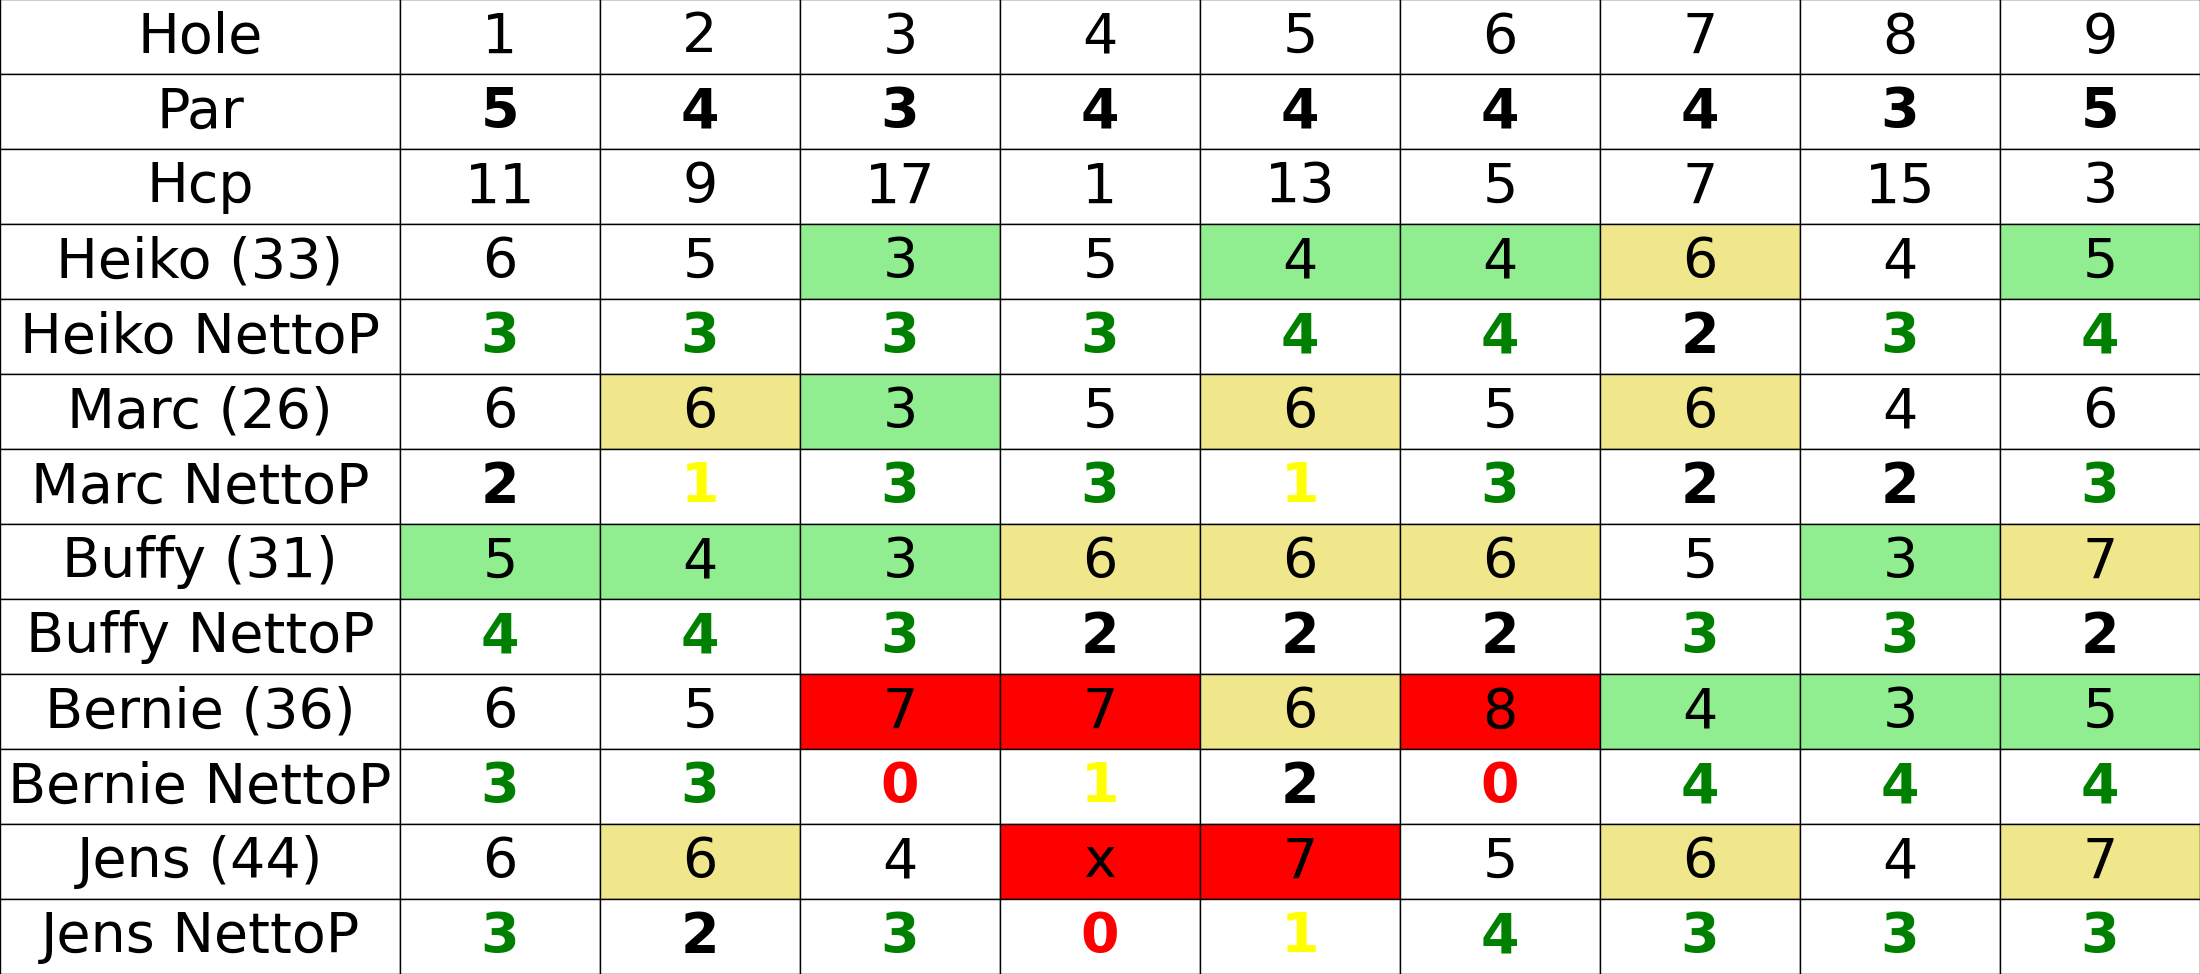 Hole 1 2 3 4 5 6 7 8 9
Par 5 4 3 4 4 4 4 3 5
Hcp 11 9 17 1 13 5 7 15 3
Heiko (33) 6 5 3 5 4 4 6 4 5
Heiko NettoP 3 3 3 3 4 4 2 3 4
Marc (26) 6 6 3 5 6 5 6 4 6
Marc NettoP 2 1 3 3 1 3 2 2 3
Buffy (31) 5 4 3 6 6 6 5 3 7
Buffy NettoP 4 4 3 2 2 2 3 3 2
Bernie (36) 6 5 7 7 6 8 4 3 5
Bernie NettoP 3 3 0 1 2 0 4 4 4
Jens (44) 6 6 4 x 7 5 6 4 7
Jens NettoP 3 2 3 0 1 4 3 3 3